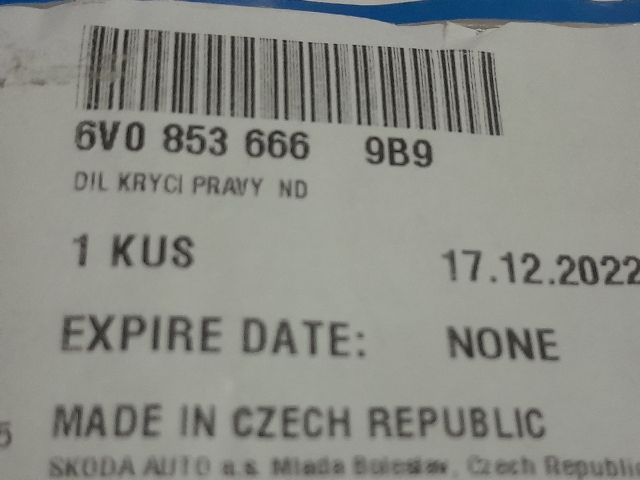 6V0 853 666 9B9
DIL KRYCI PRAVY ND
1 KUS 17.12.2022
EXPIRE DATE: NONE
5 MADE IN CZECH REPUBLIC
SKODA AUTO a.s. Mlada Boleslav, Czech Republic